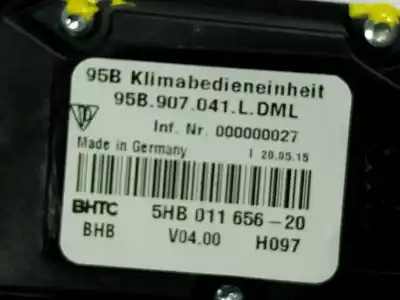 95B Klimabedieneinheit
95B.907.041.L.DML
Inf. Nr. 000000027
Made in Germany I 20.05.15
BHTC 5HB 011 656-20
BHB V04.00 H097